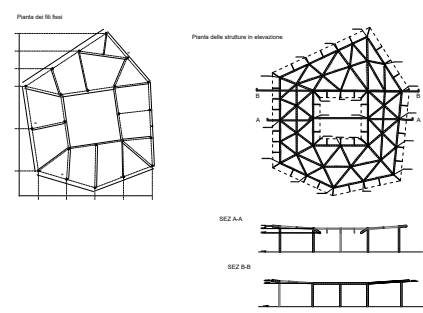 Pianta dei fili fissi
Pianta delle strutture in elevazione
B
B
A
A
SEZ A-A
SEZ B-B